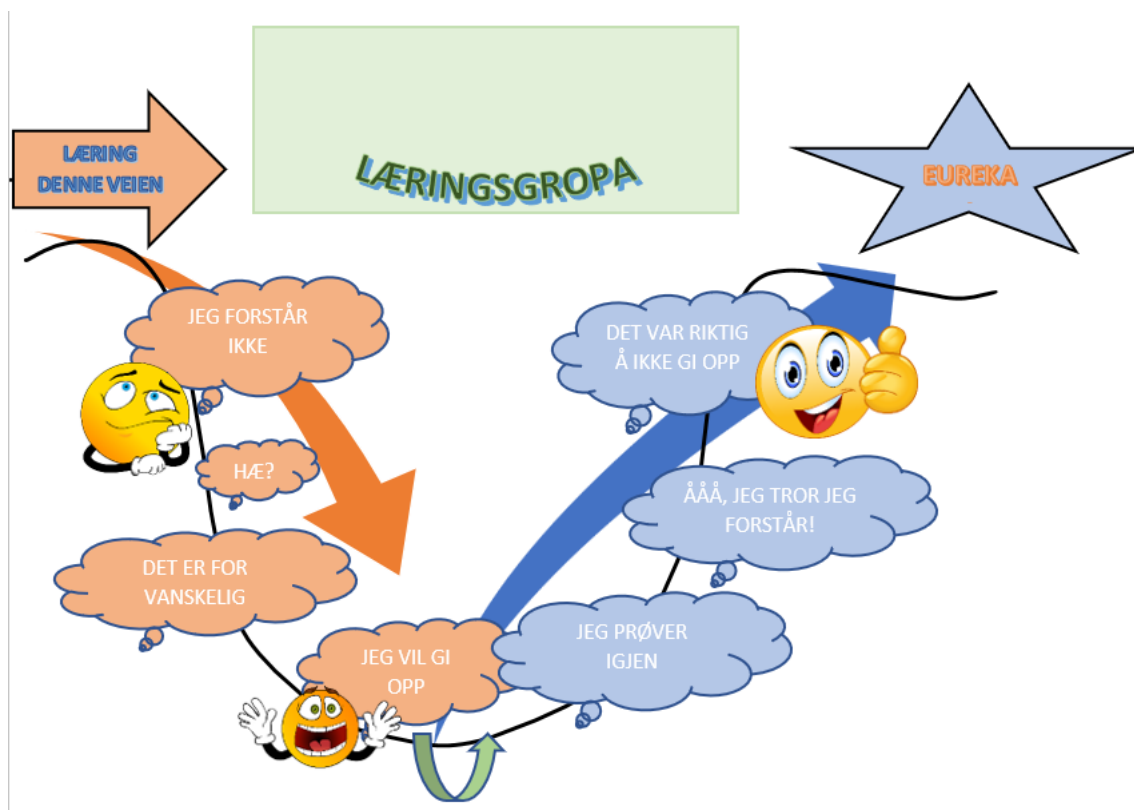 LÆRING
DENNE VEIEN
LÆRINGSGROPA
EUREKA
JEG FORSTÅR
IKKE
HÆ?
DET ER FOR
VANSKELIG
JEG VIL GI
OPP
JEG PRØVER
IGJEN
ÅÅÅ, JEG TROR JEG
FORSTÅR!
DET VAR RIKTIG
Å IKKE GI OPP